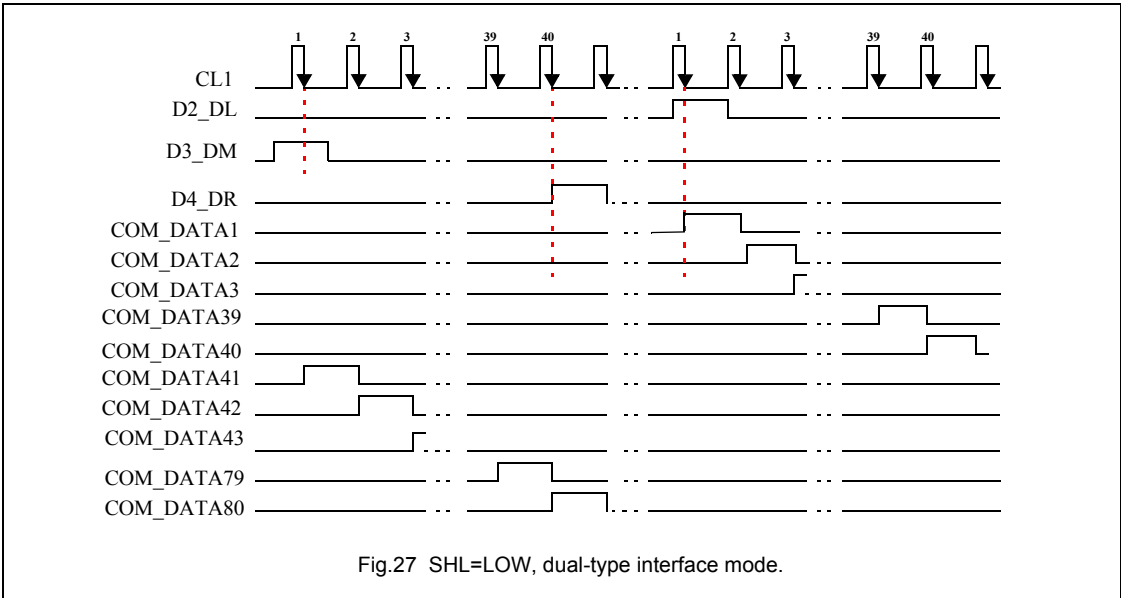 1 2 3 39 40 1 2 3 39 40
CL1
D2_DL
D3_DM
D4_DR
COM_DATA1
COM_DATA2
COM_DATA3
COM_DATA39
COM_DATA40
COM_DATA41
COM_DATA42
COM_DATA43
COM_DATA79
COM_DATA80
Fig.27 SHL=LOW, dual-type interface mode.